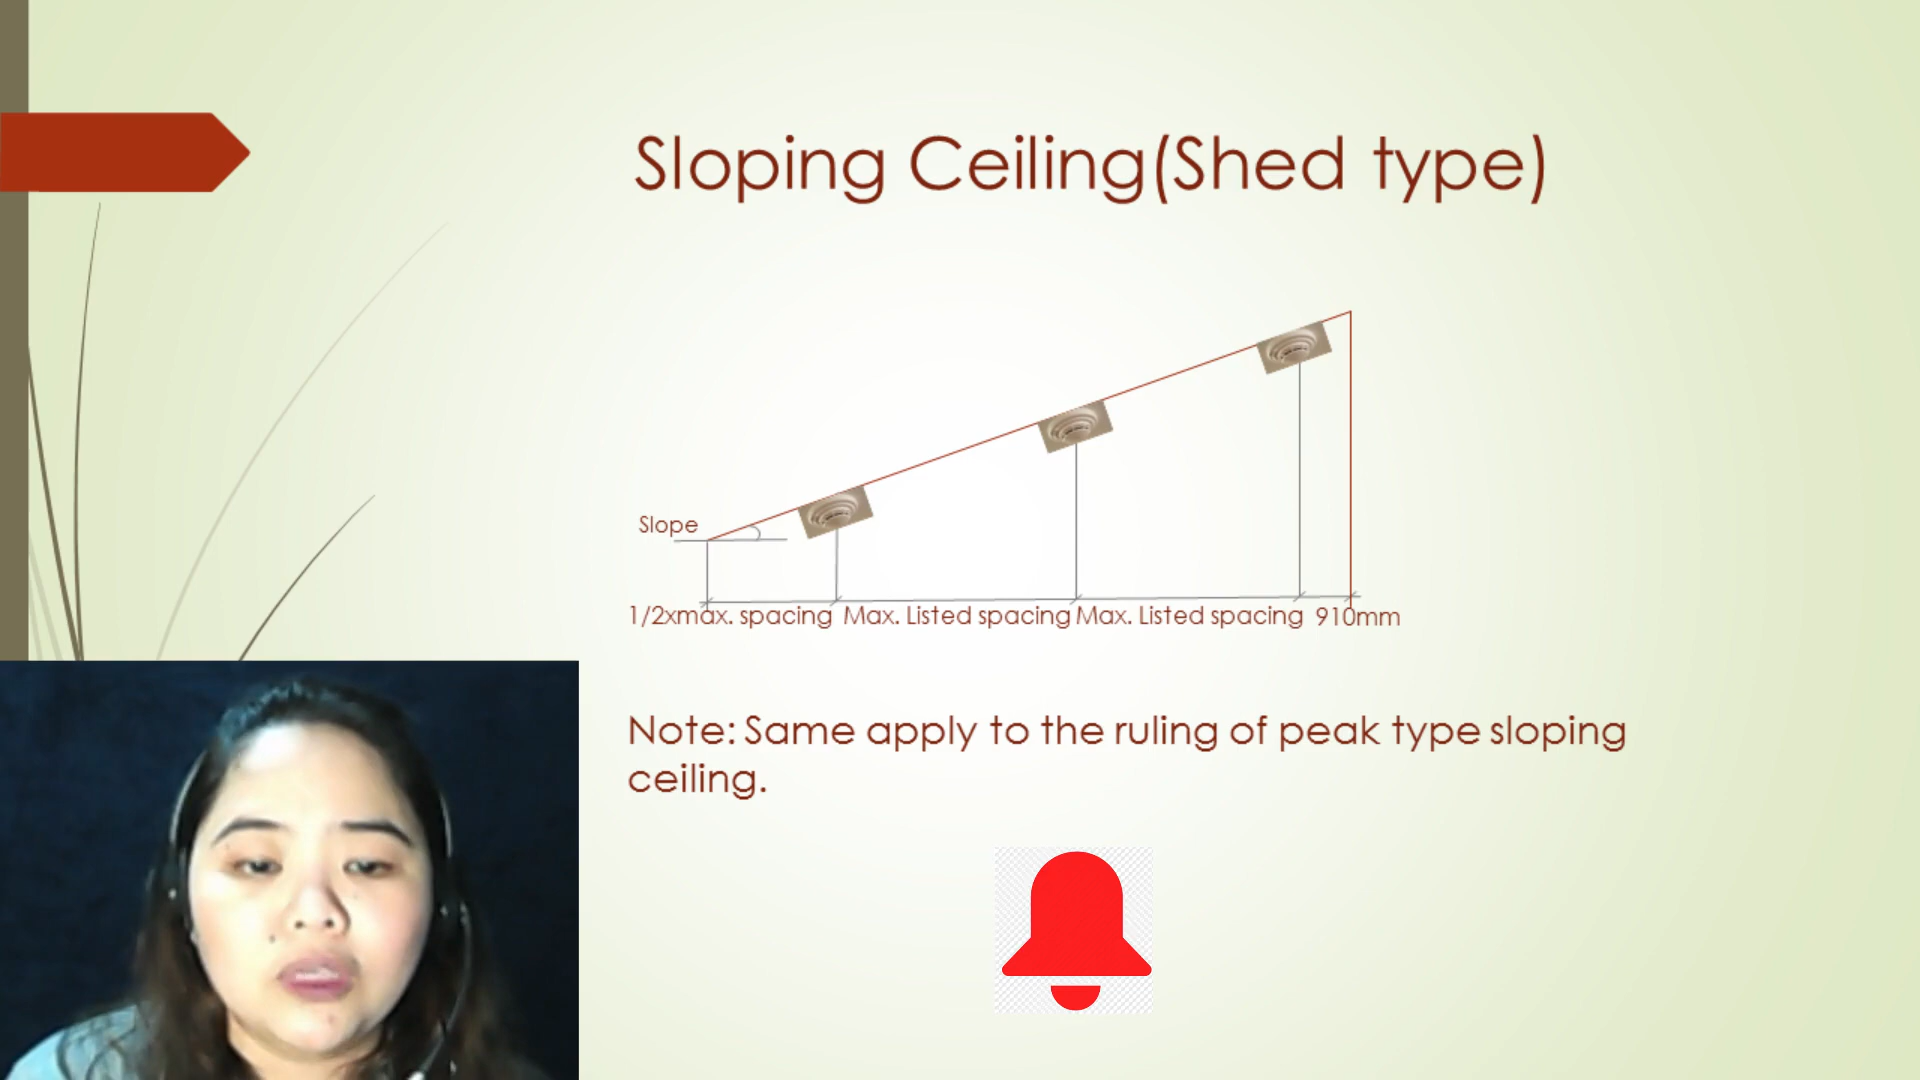 Sloping Ceiling(Shed type)
Slope
1/2xmax. spacing Max. Listed spacing Max. Listed spacing 910mm
Note: Same apply to the ruling of peak type sloping
ceiling.